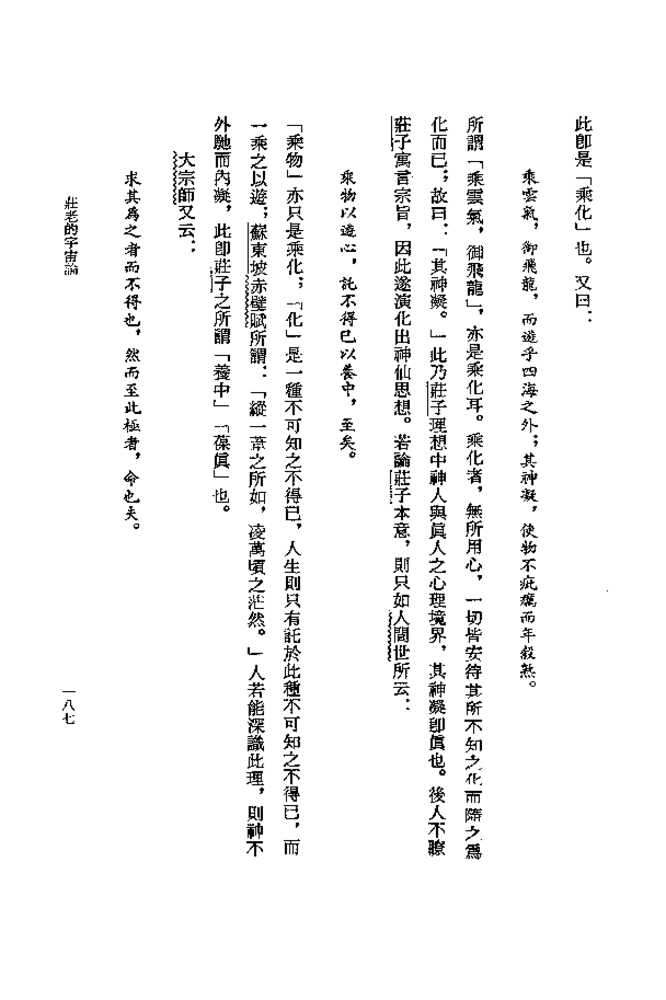 此卽是「乘化」也。又曰：
乘雲氣，御飛龍，而遊乎四海之外；其神凝，使物不疵癘而年穀熟。
所謂「乘雲氣，御飛龍」，亦是乘化耳。乘化者，無所用心，一切皆安待其所不知之化而隨之爲
化而已；故曰：「其神凝。」此乃莊子理想中神人與眞人之心理境界，其神凝卽眞也。後人不瞭
莊子寓言宗旨，因此遂演化出神仙思想。若論莊子本意，則只如人間世所云：
乘物以遊心，託不得已以養中，至矣。
「乘物」亦只是乘化；「化」是一種不可知之不得已，人生則只有託於此種不可知之不得已，而
一乘之以遊；蘇東坡赤壁賦所謂：「縱一葦之所如，凌萬頃之茫然。」人若能深識此理，則神不
外馳而內凝，此卽莊子之所謂「養中」「葆眞」也。
大宗師又云：
求其爲之者而不得也，然而至此極者，命也夫。
莊老的宇宙論
一八七